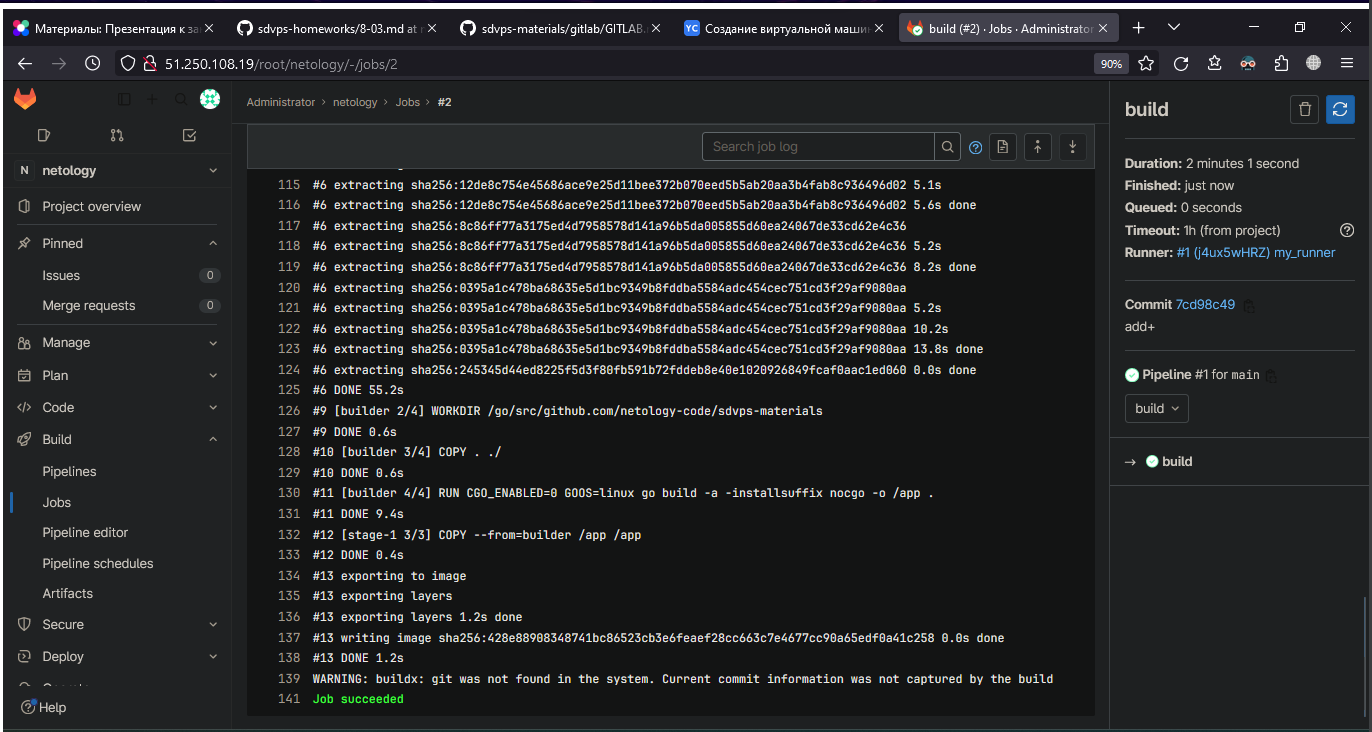 Материалы: Презентация к за
sdvps-homeworks/8-03.md at
sdvps-materials/gitlab/GITLAB.
YC Создание виртуальной машин
build (#2) · Jobs · Administrator
51.250.108.19/root/netology/-/jobs/2
90%
N netology
Project overview
Pinned
Issues 0
Merge requests 0
Manage
Plan
Code
Build
Pipelines
Jobs
Pipeline editor
Pipeline schedules
Artifacts
Secure
Deploy
Help
Administrator › netology › Jobs › #2
Search job log
115 #6 extracting sha256:12de8c754e45686ace9e25d11bee372b070eed5b5ab20aa3b4fab8c936496d02 5.1s
116 #6 extracting sha256:12de8c754e45686ace9e25d11bee372b070eed5b5ab20aa3b4fab8c936496d02 5.6s done
117 #6 extracting sha256:8c86ff77a3175ed4d7958578d141a96b5da005855d60ea24067de33cd62e4c36
118 #6 extracting sha256:8c86ff77a3175ed4d7958578d141a96b5da005855d60ea24067de33cd62e4c36 5.2s
119 #6 extracting sha256:8c86ff77a3175ed4d7958578d141a96b5da005855d60ea24067de33cd62e4c36 8.2s done
120 #6 extracting sha256:0395a1c478ba68635e5d1bc9349b8fddba5584adc454cec751cd3f29af9080aa
121 #6 extracting sha256:0395a1c478ba68635e5d1bc9349b8fddba5584adc454cec751cd3f29af9080aa 5.2s
122 #6 extracting sha256:0395a1c478ba68635e5d1bc9349b8fddba5584adc454cec751cd3f29af9080aa 10.2s
123 #6 extracting sha256:0395a1c478ba68635e5d1bc9349b8fddba5584adc454cec751cd3f29af9080aa 13.8s done
124 #6 extracting sha256:245345d44ed8225f5d3f80fb591b72fddeb8e40e1020926849fcaf0aac1ed060 0.0s done
125 #6 DONE 55.2s
126 #9 [builder 2/4] WORKDIR /go/src/github.com/netology-code/sdvps-materials
127 #9 DONE 0.6s
128 #10 [builder 3/4] COPY . ./
129 #10 DONE 0.6s
130 #11 [builder 4/4] RUN CGO_ENABLED=0 GOOS=linux go build -a -installsuffix nocgo -o /app .
131 #11 DONE 9.4s
132 #12 [stage-1 3/3] COPY --from=builder /app /app
133 #12 DONE 0.4s
134 #13 exporting to image
135 #13 exporting layers
136 #13 exporting layers 1.2s done
137 #13 writing image sha256:428e88908348741bc86523cb3e6feaef28cc663c7e4677cc90a65edf0a41c258 0.0s done
138 #13 DONE 1.2s
139 WARNING: buildx: git was not found in the system. Current commit information was not captured by the build
141 Job succeeded
build
Duration: 2 minutes 1 second
Finished: just now
Queued: 0 seconds
Timeout: 1h (from project)
Runner: #1 (j4ux5wHRZ) my_runner
Commit 7cd98c49
add+
Pipeline #1 for main
build
→ build